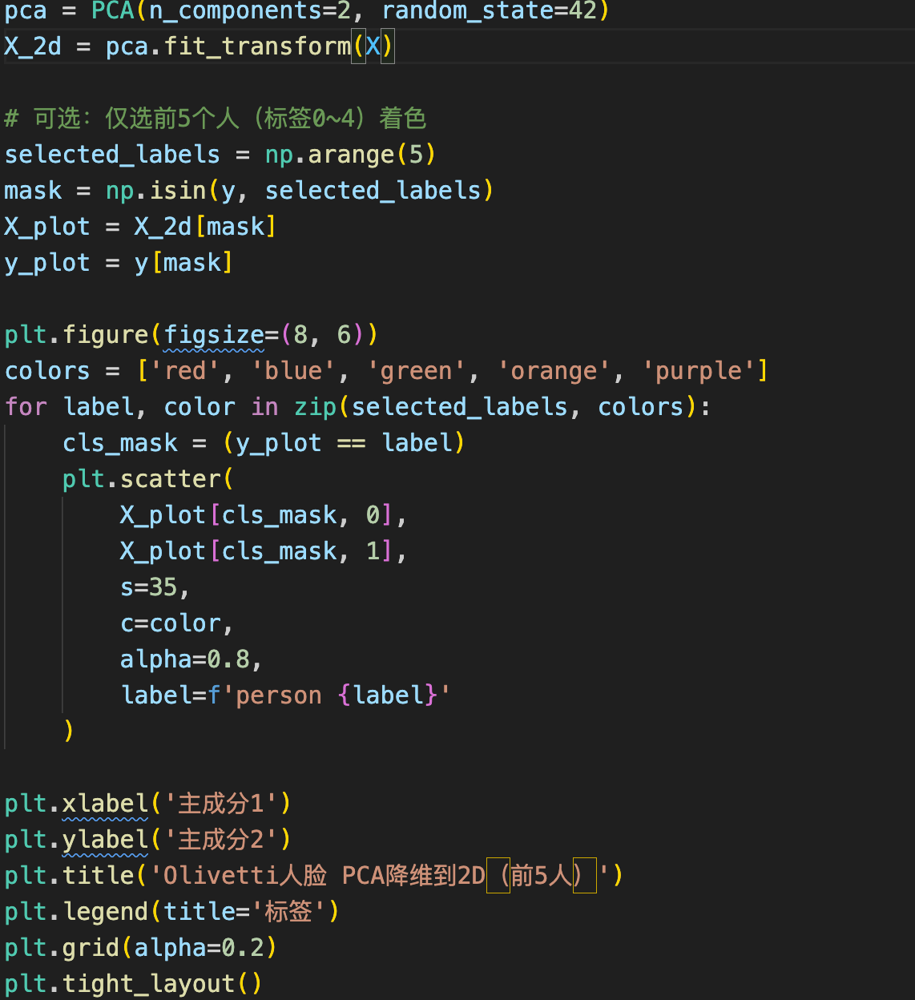 pca = PCA(n_components=2, random_state=42)
X_2d = pca.fit_transform(X)
# 可选：仅选前5个人（标签0~4）着色
selected_labels = np.arange(5)
mask = np.isin(y, selected_labels)
X_plot = X_2d[mask]
y_plot = y[mask]
plt.figure(figsize=(8, 6))
colors = ['red', 'blue', 'green', 'orange', 'purple']
for label, color in zip(selected_labels, colors):
    cls_mask = (y_plot == label)
    plt.scatter(
        X_plot[cls_mask, 0],
        X_plot[cls_mask, 1],
        s=35,
        c=color,
        alpha=0.8,
        label=f'person {label}'
    )
plt.xlabel('主成分1')
plt.ylabel('主成分2')
plt.title('Olivetti人脸 PCA降维到2D（前5人）')
plt.legend(title='标签')
plt.grid(alpha=0.2)
plt.tight_layout()